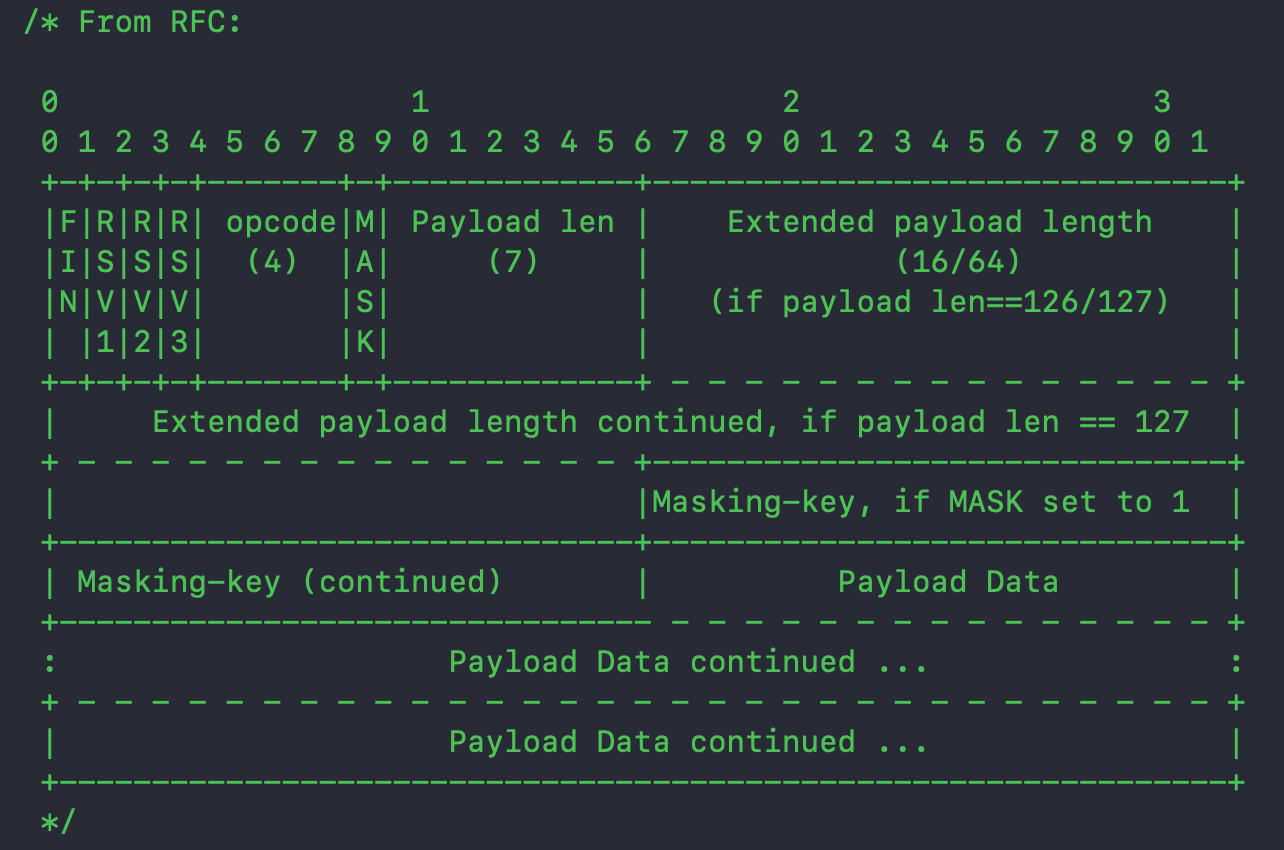 /* From RFC:

 0                   1                   2                   3
 0 1 2 3 4 5 6 7 8 9 0 1 2 3 4 5 6 7 8 9 0 1 2 3 4 5 6 7 8 9 0 1
 +-+-+-+-+-------+-+-------------+-------------------------------+
 |F|R|R|R| opcode|M| Payload len |    Extended payload length    |
 |I|S|S|S|  (4)  |A|     (7)     |             (16/64)           |
 |N|V|V|V|       |S|             |   (if payload len==126/127)   |
 | |1|2|3|       |K|             |                               |
 +-+-+-+-+-------+-+-------------+ - - - - - - - - - - - - - - - +
 |     Extended payload length continued, if payload len == 127  |
 + - - - - - - - - - - - - - - - +-------------------------------+
 |                               |Masking-key, if MASK set to 1  |
 +-------------------------------+-------------------------------+
 | Masking-key (continued)       |          Payload Data         |
 +-------------------------------- - - - - - - - - - - - - - - - +
 :                     Payload Data continued ...                :
 + - - - - - - - - - - - - - - - - - - - - - - - - - - - - - - - +
 |                     Payload Data continued ...                |
 +---------------------------------------------------------------+
 */